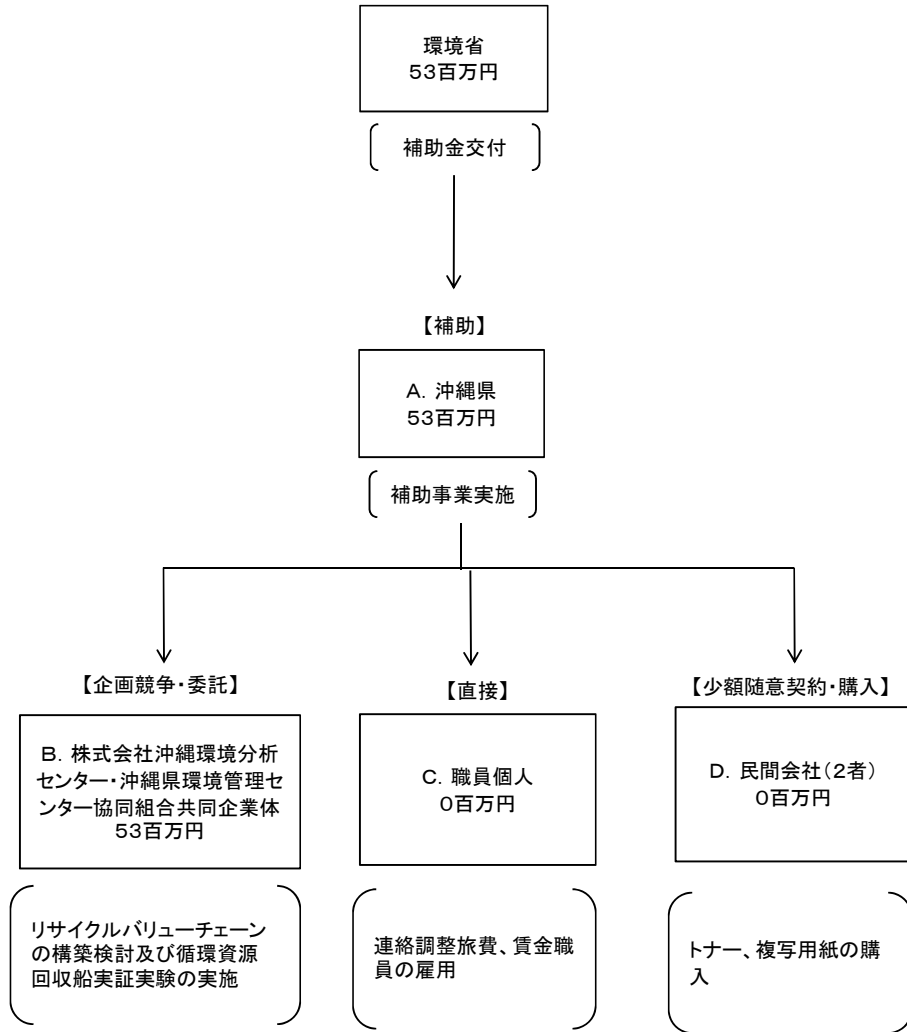 環境省
53百万円
補助金交付
【補助】
A. 沖縄県
53百万円
補助事業実施
【企画競争・委託】
B. 株式会社沖縄環境分析
センター・沖縄県環境管理セ
ンター協同組合共同企業体
53百万円
リサイクルバリューチェーン
の構築検討及び循環資源
回収船実証実験の実施
【直接】
C. 職員個人
0百万円
連絡調整旅費、賃金職
員の雇用
【少額随意契約・購入】
D. 民間会社(2者)
0百万円
トナー、複写用紙の購
入